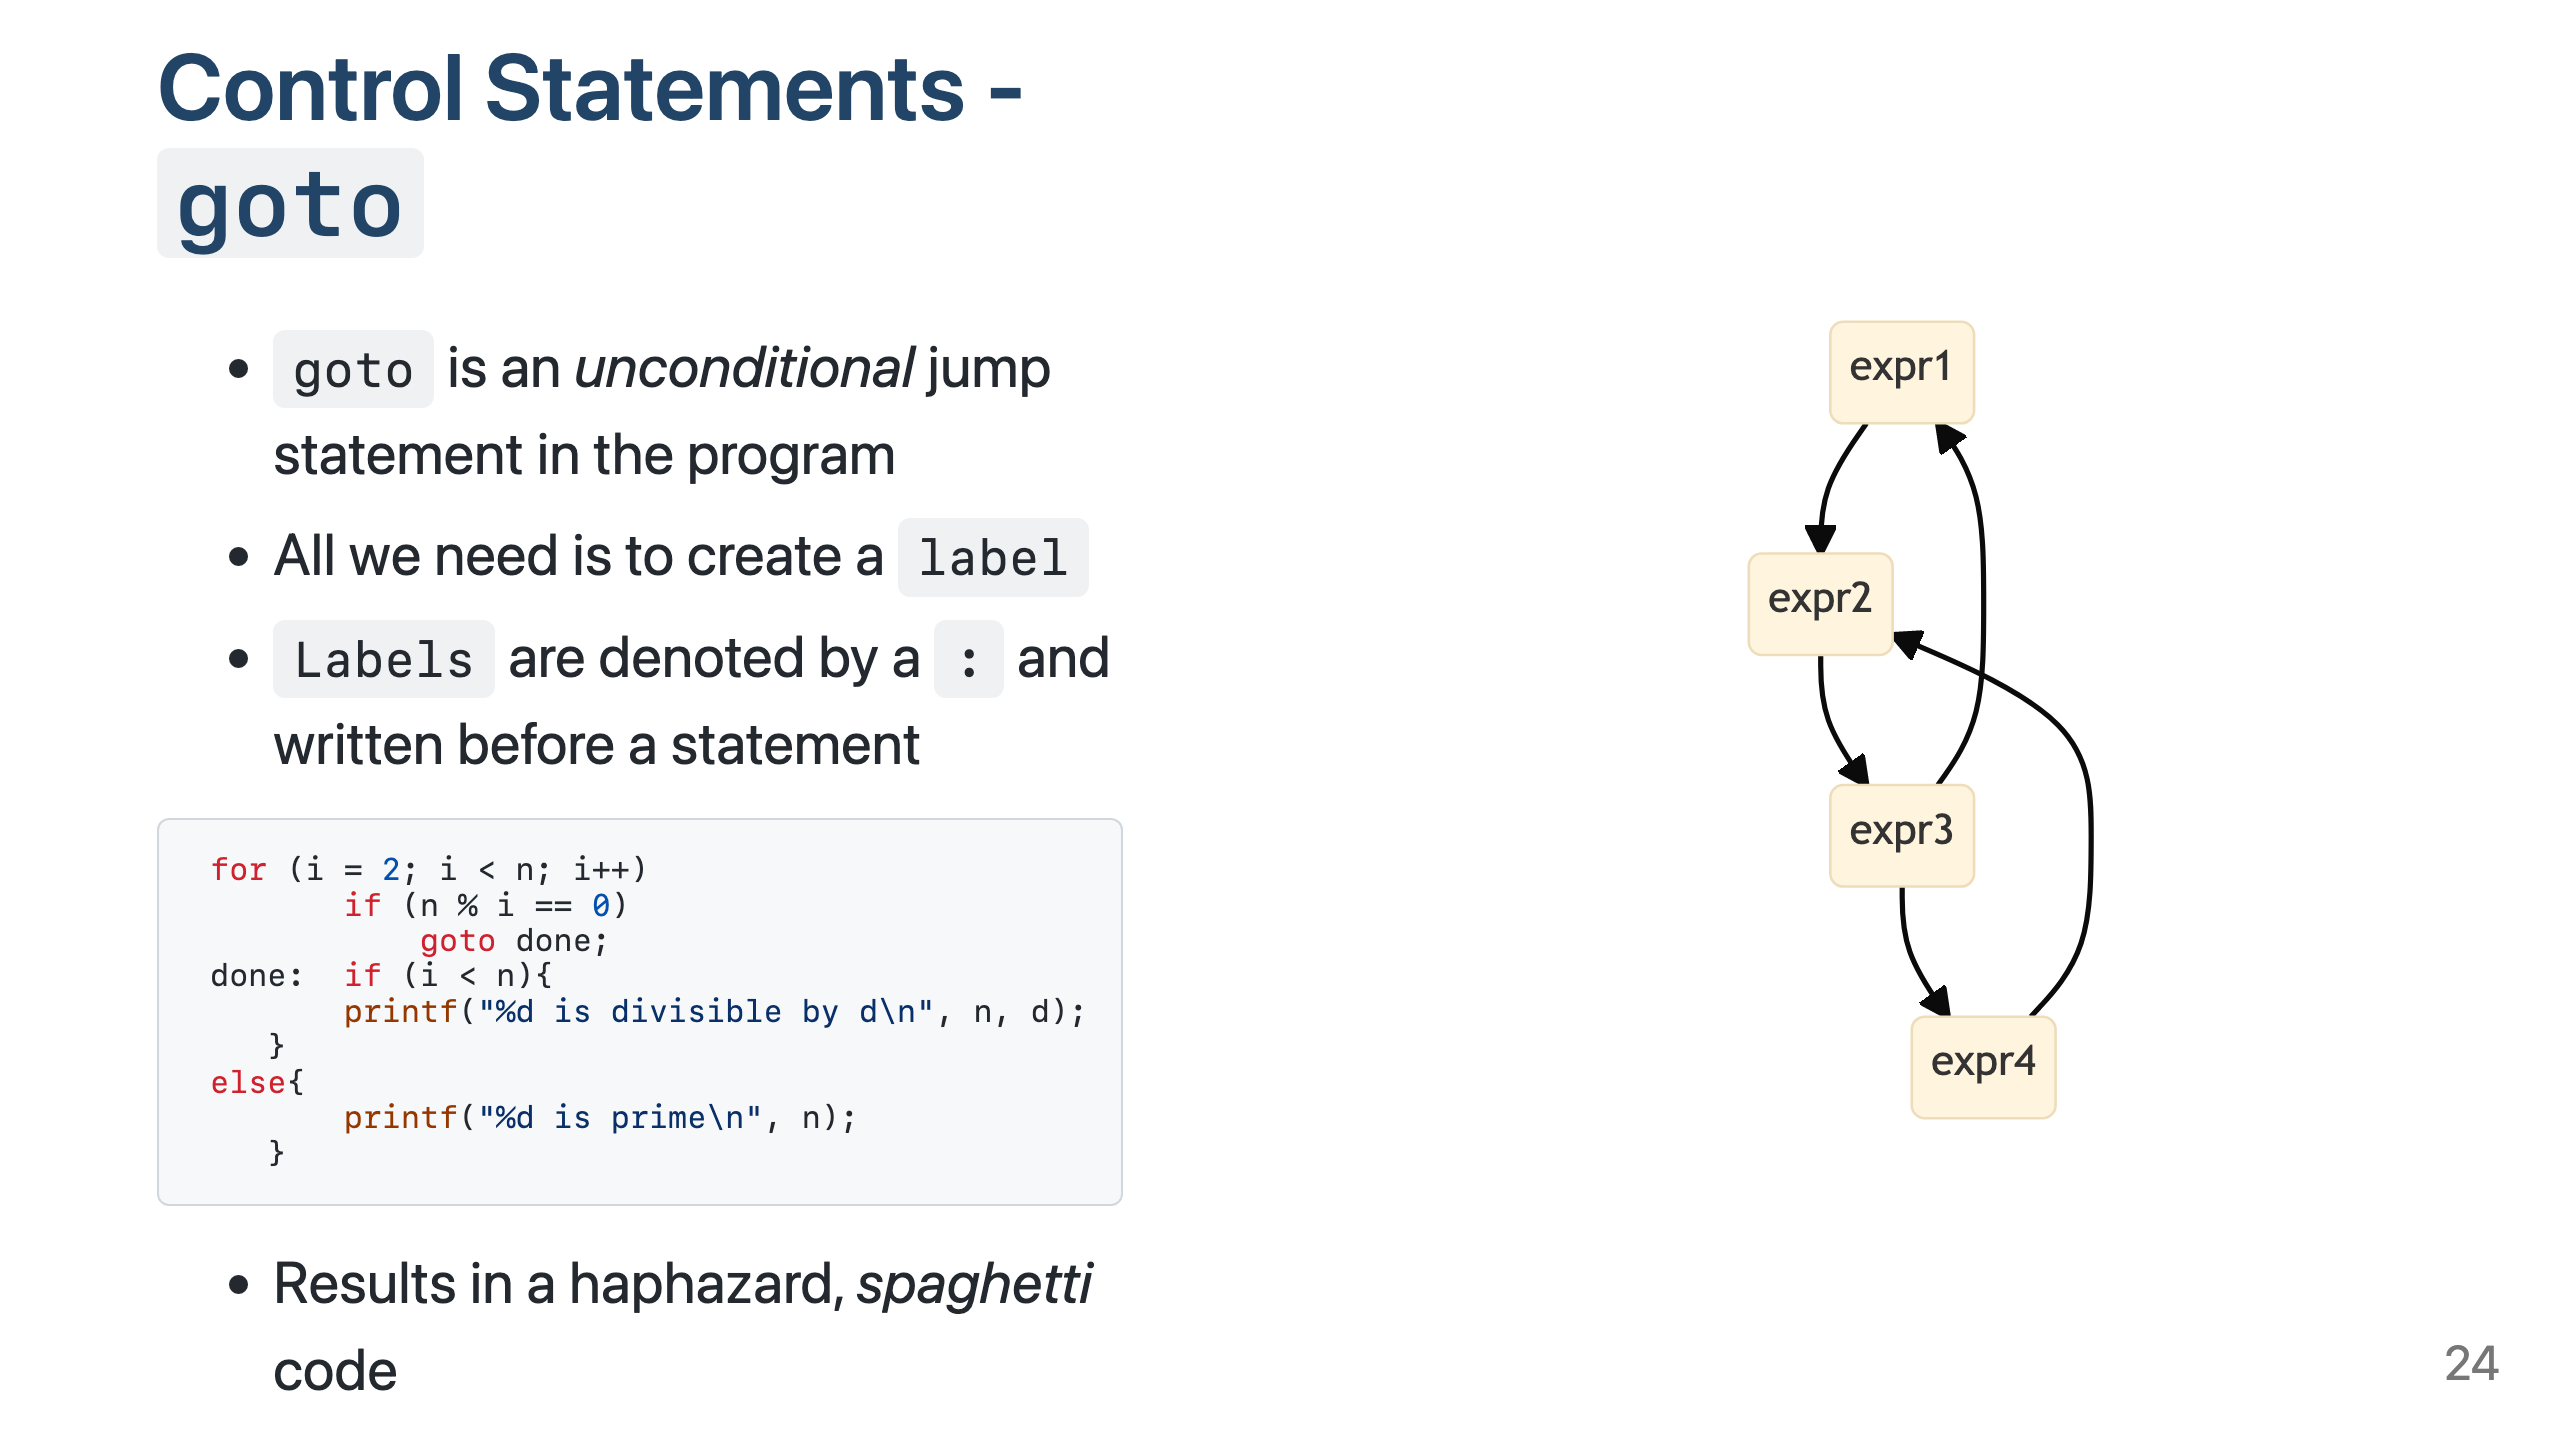 Control Statements -
goto
• goto is an unconditional jump
statement in the program
• All we need is to create a label
• Labels are denoted by a : and
written before a statement
for (i = 2; i < n; i++)
       if (n % i == 0)
           goto done;
done:  if (i < n){
       printf("%d is divisible by d\n", n, d);
   }
else{
       printf("%d is prime\n", n);
   }
• Results in a haphazard, spaghetti
code
expr1
expr2
expr3
expr4
24